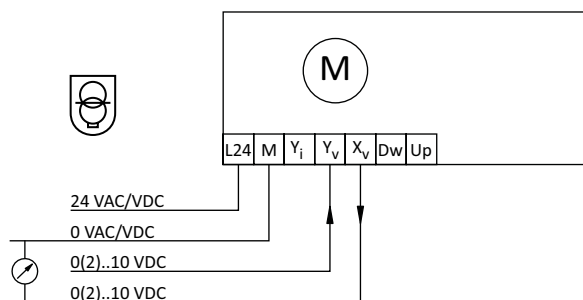 M
L24 M Yi Yv Xv Dw Up
24 VAC/VDC
0 VAC/VDC
0(2)..10 VDC
0(2)..10 VDC